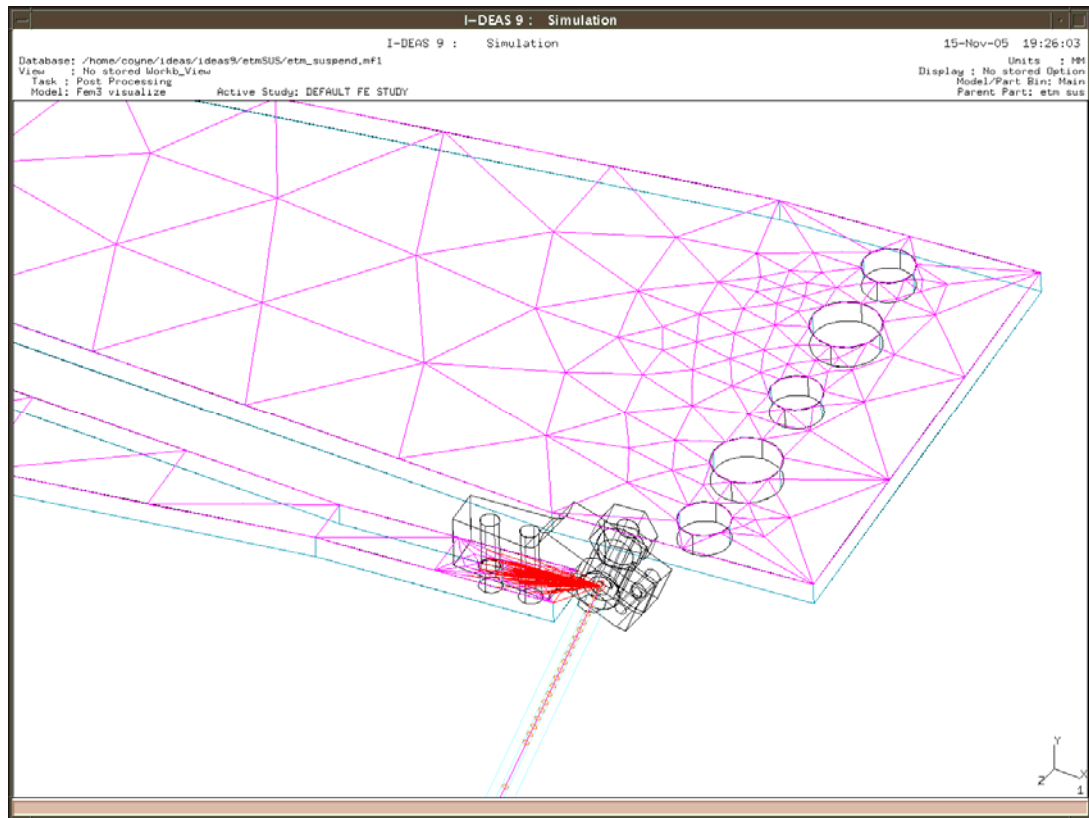 I-DEAS 9 : Simulation
I-DEAS 9 : Simulation 15-Nov-05 19:26:03
Database: /home/coyne/ideas/ideas9/etmSUS/etm_suspend.mf1 Units : MM
View : No stored Workb_View Display : No stored Option
Task : Post Processing Model/Part Bin: Main
Model: Fem3 visualize Active Study: DEFAULT FE STUDY Parent Part: etm sus
Y
Z X
1